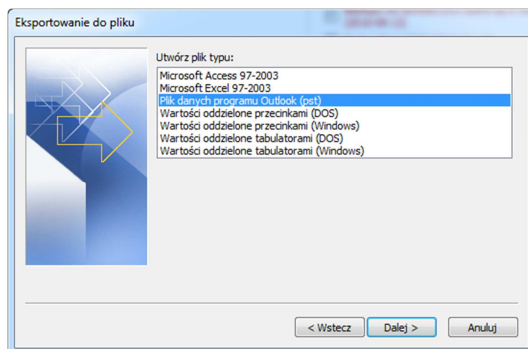 Eksportowanie do pliku
Utwórz plik typu:
Microsoft Access 97-2003
Microsoft Excel 97-2003
Plik danych programu Outlook (pst)
Wartości oddzielone przecinkami (DOS)
Wartości oddzielone przecinkami (Windows)
Wartości oddzielone tabulatorami (DOS)
Wartości oddzielone tabulatorami (Windows)
< Wstecz
Dalej >
Anuluj